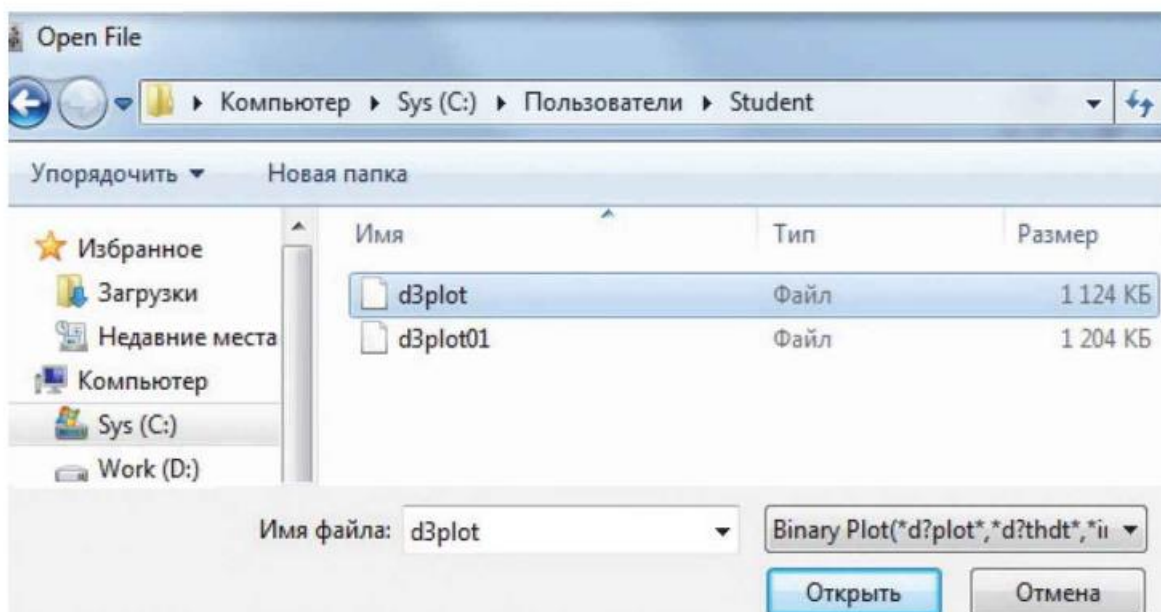 Open File
Компьютер Sys (C:) Пользователи Student
Упорядочить Новая папка
Избранное
Загрузки
Недавние места
Компьютер
Sys (C:)
Work (D:)
Имя Тип Размер
d3plot Файл 1 124 КБ
d3plot01 Файл 1 204 КБ
Имя файла: d3plot Binary Plot(*d?plot*,*d?thdt*,*i
Открыть Отмена